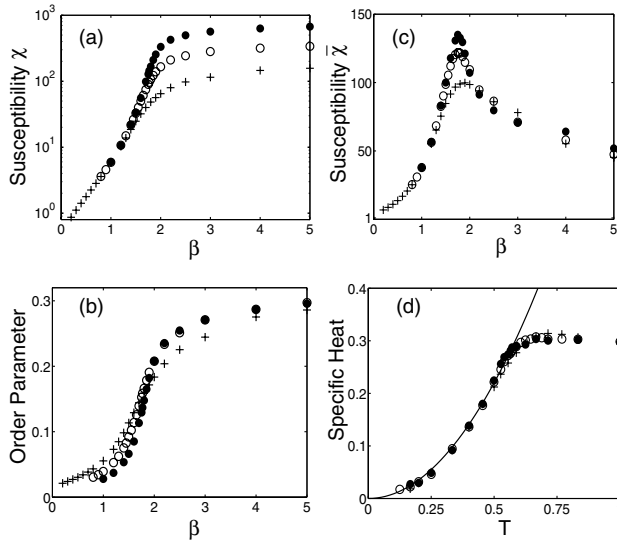 (a)
Susceptibility χ
10^3
10^2
10^1
10^0
0 1 2 3 4 5
β
(c)
Susceptibility χ̄
150
100
50
1
0 1 2 3 4 5
β
(b)
Order Parameter
0.3
0.2
0.1
0
0 1 2 3 4 5
β
(d)
Specific Heat
0.4
0.3
0.2
0.1
0
0 0.25 0.5 0.75 1
T